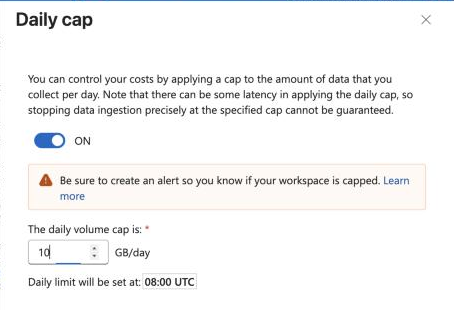 Daily cap
You can control your costs by applying a cap to the amount of data that you
collect per day. Note that there can be some latency in applying the daily cap, so
stopping data ingestion precisely at the specified cap cannot be guaranteed.
ON
Be sure to create an alert so you know if your workspace is capped. Learn
more
The daily volume cap is: *
10 GB/day
Daily limit will be set at: 08:00 UTC